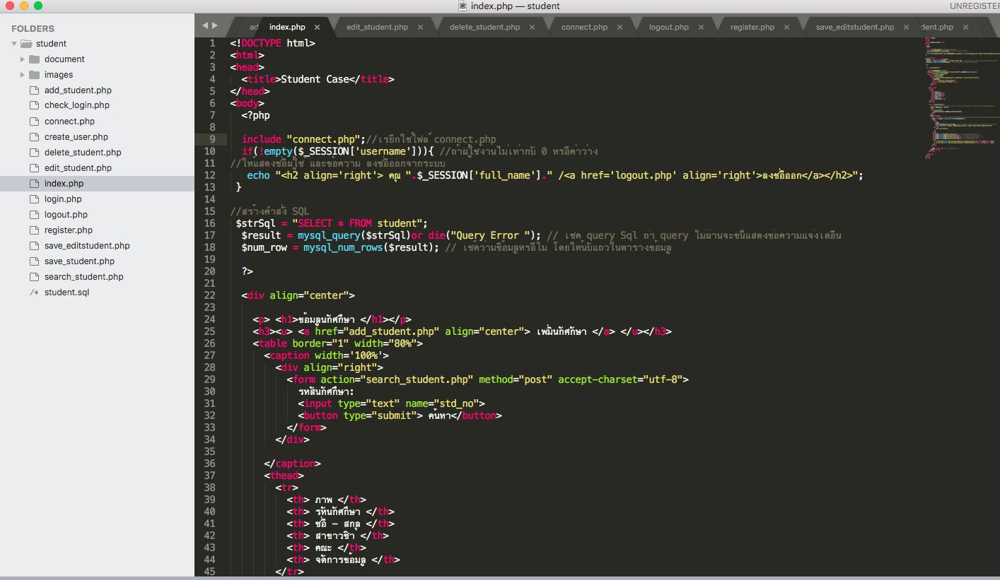 index.php — student
UNREGISTER
FOLDERS
student
document
images
add_student.php
check_login.php
connect.php
create_user.php
delete_student.php
edit_student.php
index.php
login.php
logout.php
register.php
save_editstudent.php
save_student.php
search_student.php
/* student.sql
ad index.php × edit_student.php × delete_student.php × connect.php × logout.php × register.php × save_editstudent.php × dent.php ×
1 <!DOCTYPE html>
2 <html>
3 <head>
4 <title>Student Case</title>
5 </head>
6 <body>
7 <?php
8
9 include "connect.php";//เรียกใช้ไฟล์ connect.php
10 if(!empty($_SESSION['username'])){ //ถ้าผู้ใช้งานไม่เท่ากับ 0 หรือค่าว่าง
11 //ให้แสดงชื่อผู้ใช้ และข้อความ ลงชื่อออกจากระบบ
12 echo "<h2 align='right'> คุณ ".$_SESSION['full_name']." /<a href='logout.php' align='right'>ลงชื่อออก</a></h2>";
13 }
14
15 //สร้างคำสั่ง SQL
16 $strSql = "SELECT * FROM student";
17 $result = mysql_query($strSql)or die("Query Error "); // เชค query Sql ถ้า query ไม่ผ่านจะขึ้นแสดงข้อความแจ้งเตือน
18 $num_row = mysql_num_rows($result); // เช้คว่ามีข้อมูลหรือไม่ โดยให้นับแถวในตารางข้อมูล
19
20 ?>
21
22 <div align="center">
23
24 <p> <h1>ข้อมูลนักศึกษา </h1></p>
25 <h3><u> <a href="add_student.php" align="center"> เพิ่มนักศึกษา </a> </u></h3>
26 <table border="1" width="80%">
27 <caption width='100%'>
28 <div align="right">
29 <form action="search_student.php" method="post" accept-charset="utf-8">
30 รหัสนักศึกษา:
31 <input type="text" name="std_no">
32 <button type="submit"> ค้นหา</button>
33 </form>
34 </div>
35
36 </caption>
37 <thead>
38 <tr>
39 <th> ภาพ </th>
40 <th> รหันักศึกษา </th>
41 <th> ชื่อ - สกุล </th>
42 <th> สาขาวิชา </th>
43 <th> คณะ </th>
44 <th> จัดการข้อมูล </th>
45 </tr>